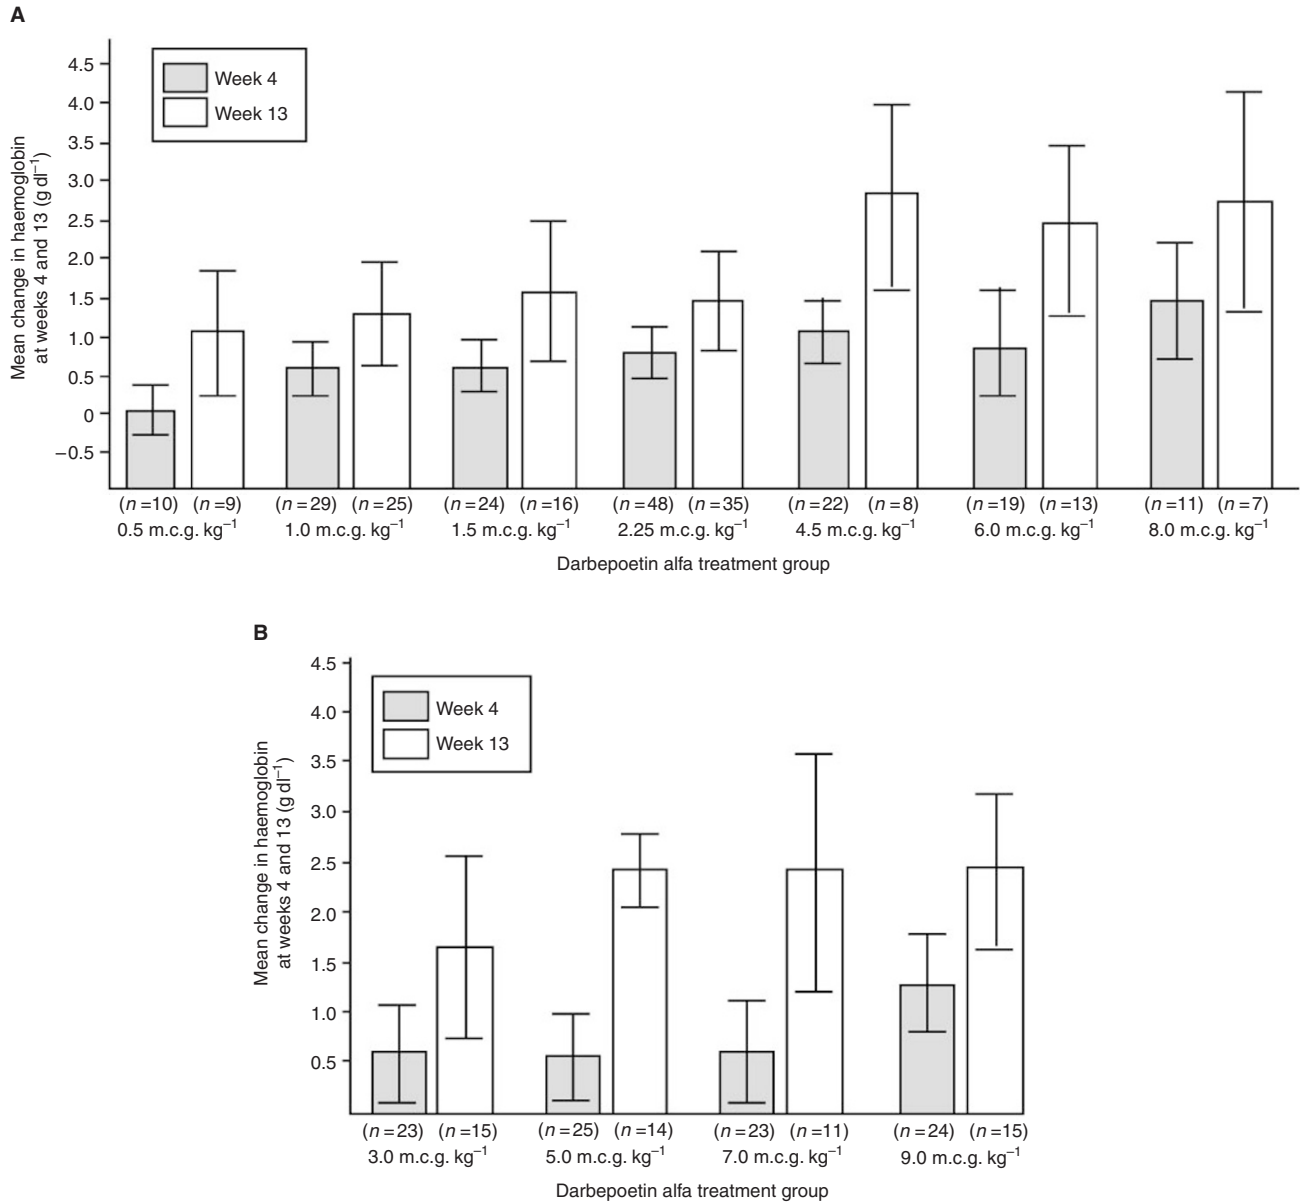 A
4.5
4.0
3.5
3.0
2.5
2.0
1.5
1.0
0.5
0
−0.5
Mean change in haemoglobin
at weeks 4 and 13 (g dl⁻¹)
Week 4
Week 13
(n=10) (n=9) (n=29) (n=25) (n=24) (n=16) (n=48) (n=35) (n=22) (n=8) (n=19) (n=13) (n=11) (n=7)
0.5 m.c.g. kg⁻¹ 1.0 m.c.g. kg⁻¹ 1.5 m.c.g. kg⁻¹ 2.25 m.c.g. kg⁻¹ 4.5 m.c.g. kg⁻¹ 6.0 m.c.g. kg⁻¹ 8.0 m.c.g. kg⁻¹
Darbepoetin alfa treatment group
B
4.5
4.0
3.5
3.0
2.5
2.0
1.5
1.0
0.5
Mean change in haemoglobin
at weeks 4 and 13 (g dl⁻¹)
Week 4
Week 13
(n=23) (n=15) (n=25) (n=14) (n=23) (n=11) (n=24) (n=15)
3.0 m.c.g. kg⁻¹ 5.0 m.c.g. kg⁻¹ 7.0 m.c.g. kg⁻¹ 9.0 m.c.g. kg⁻¹
Darbepoetin alfa treatment group